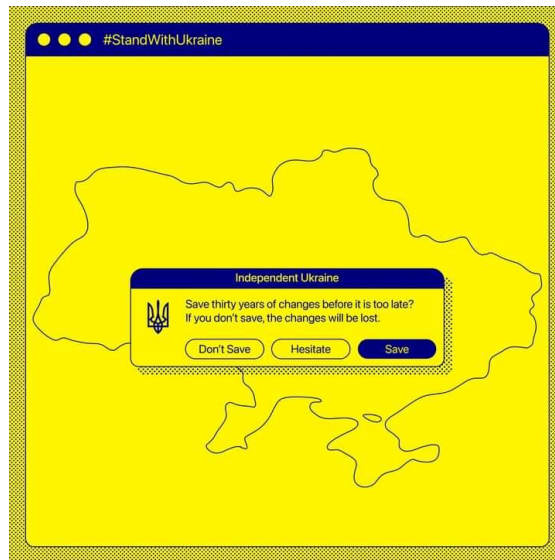 #StandWithUkraine
Independent Ukraine
Save thirty years of changes before it is too late?
If you don't save, the changes will be lost.
Don't Save
Hesitate
Save